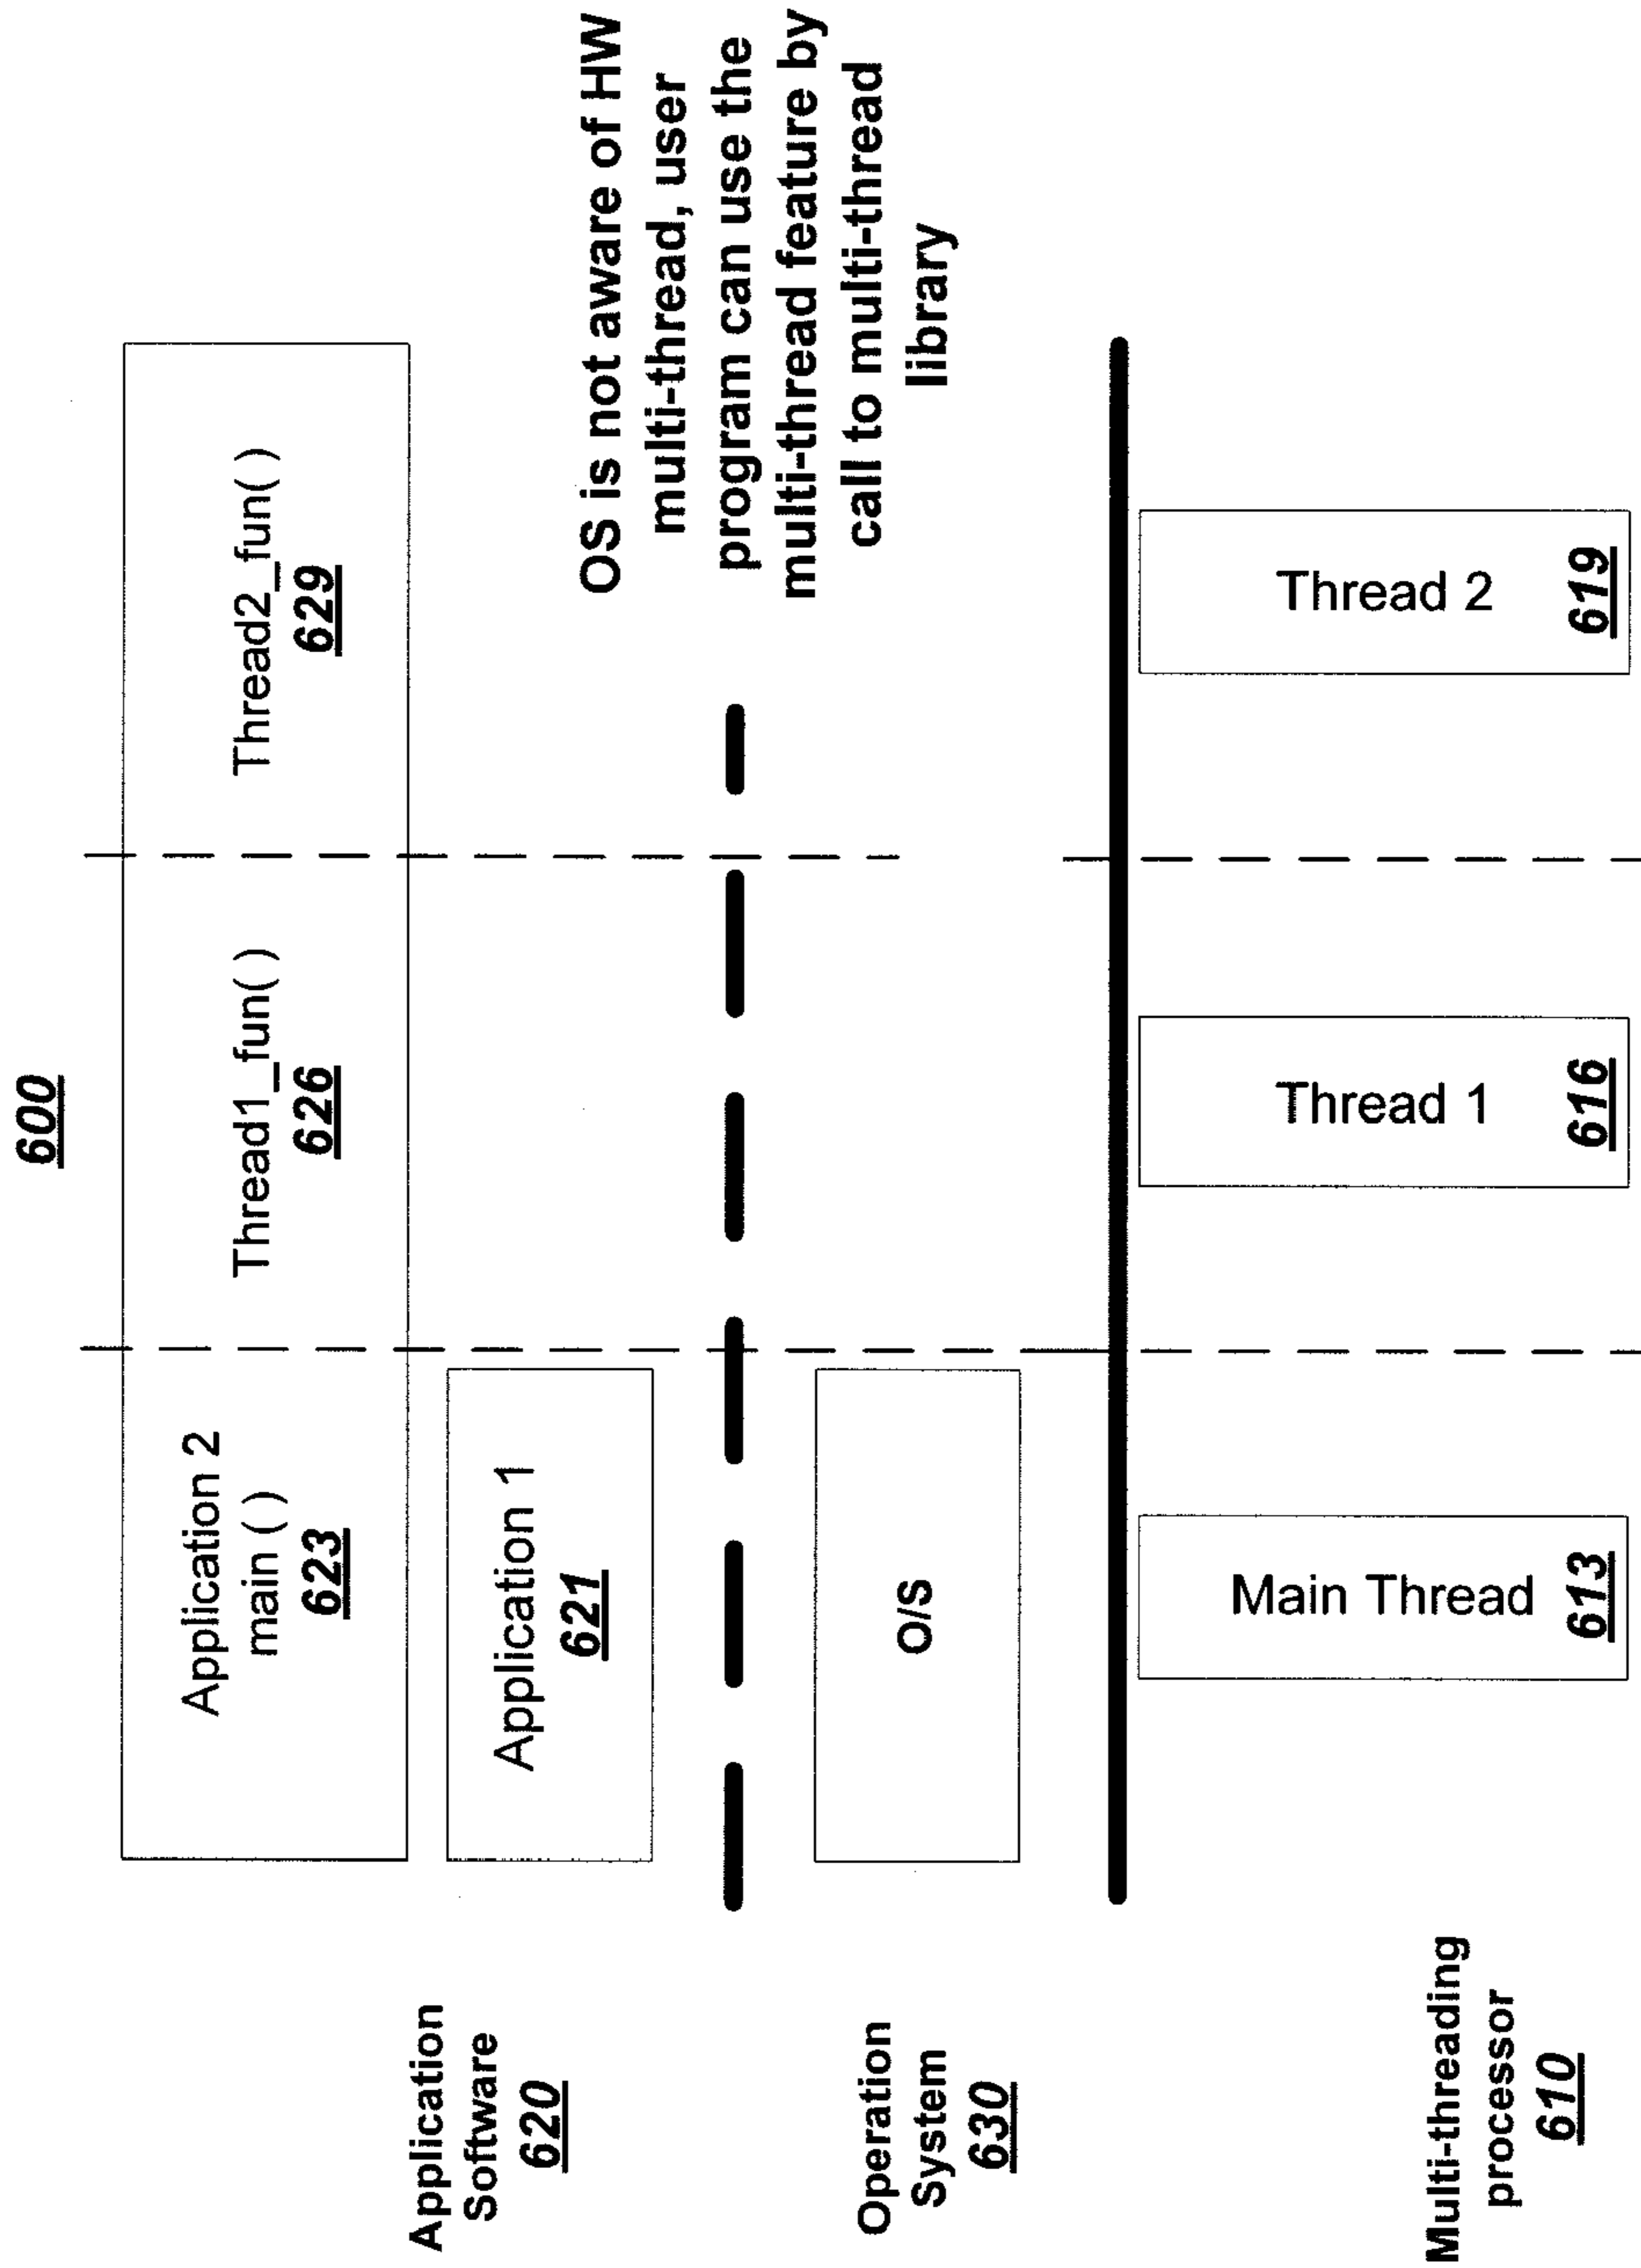 600
Application 2
main ( )
623
Thread1_fun( )
626
Thread2_fun( )
629
Application
Software
620
Application 1
621
OS is not aware of HW
multi-thread, user
program can use the
multi-thread feature by
call to multi-thread
library
Operation
System
630
O/S
Multi-threading
processor
610
Main Thread
613
Thread 1
616
Thread 2
619